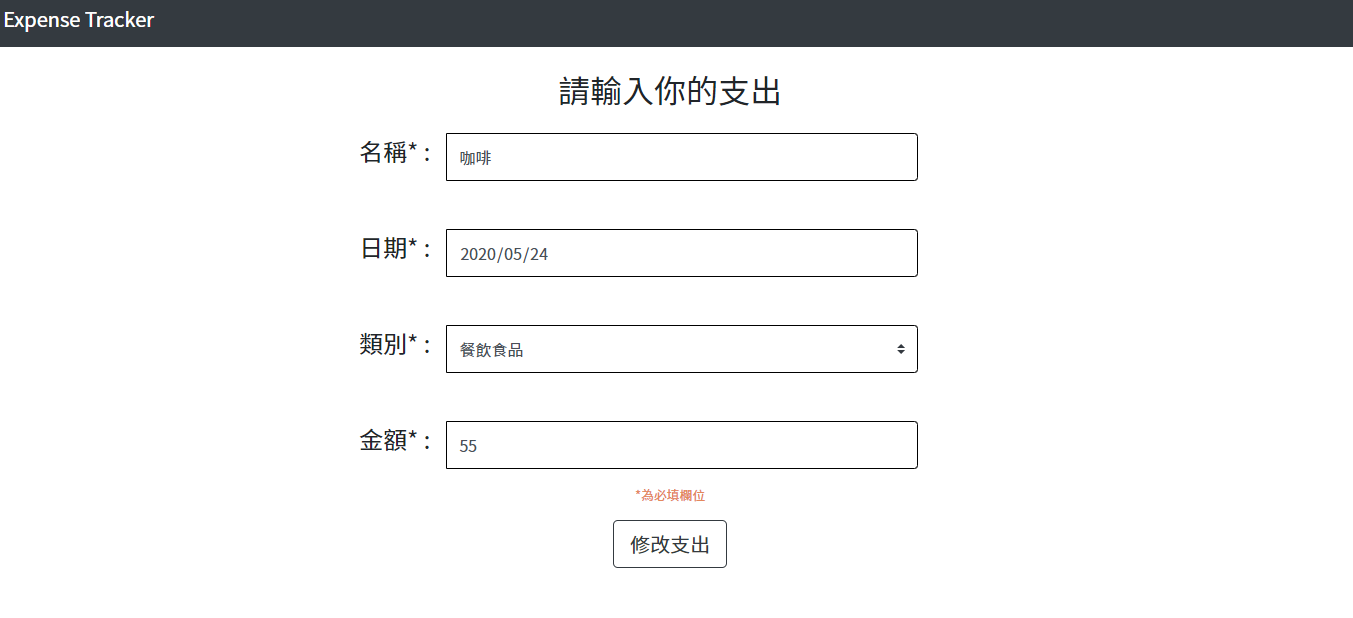 Expense Tracker
請輸入你的支出
名稱* : 咖啡
日期* : 2020/05/24
類別* : 餐飲食品
金額* : 55
*為必填欄位
修改支出